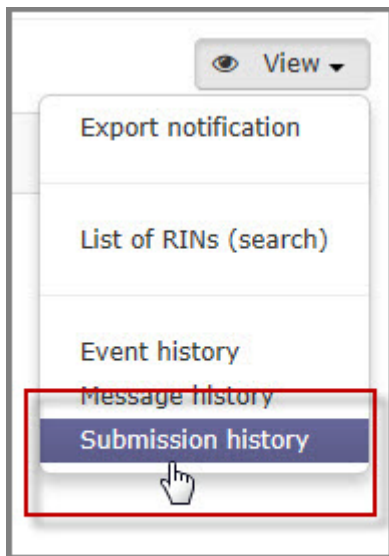 View
Export notification
List of RINs (search)
Event history
Message history
Submission history